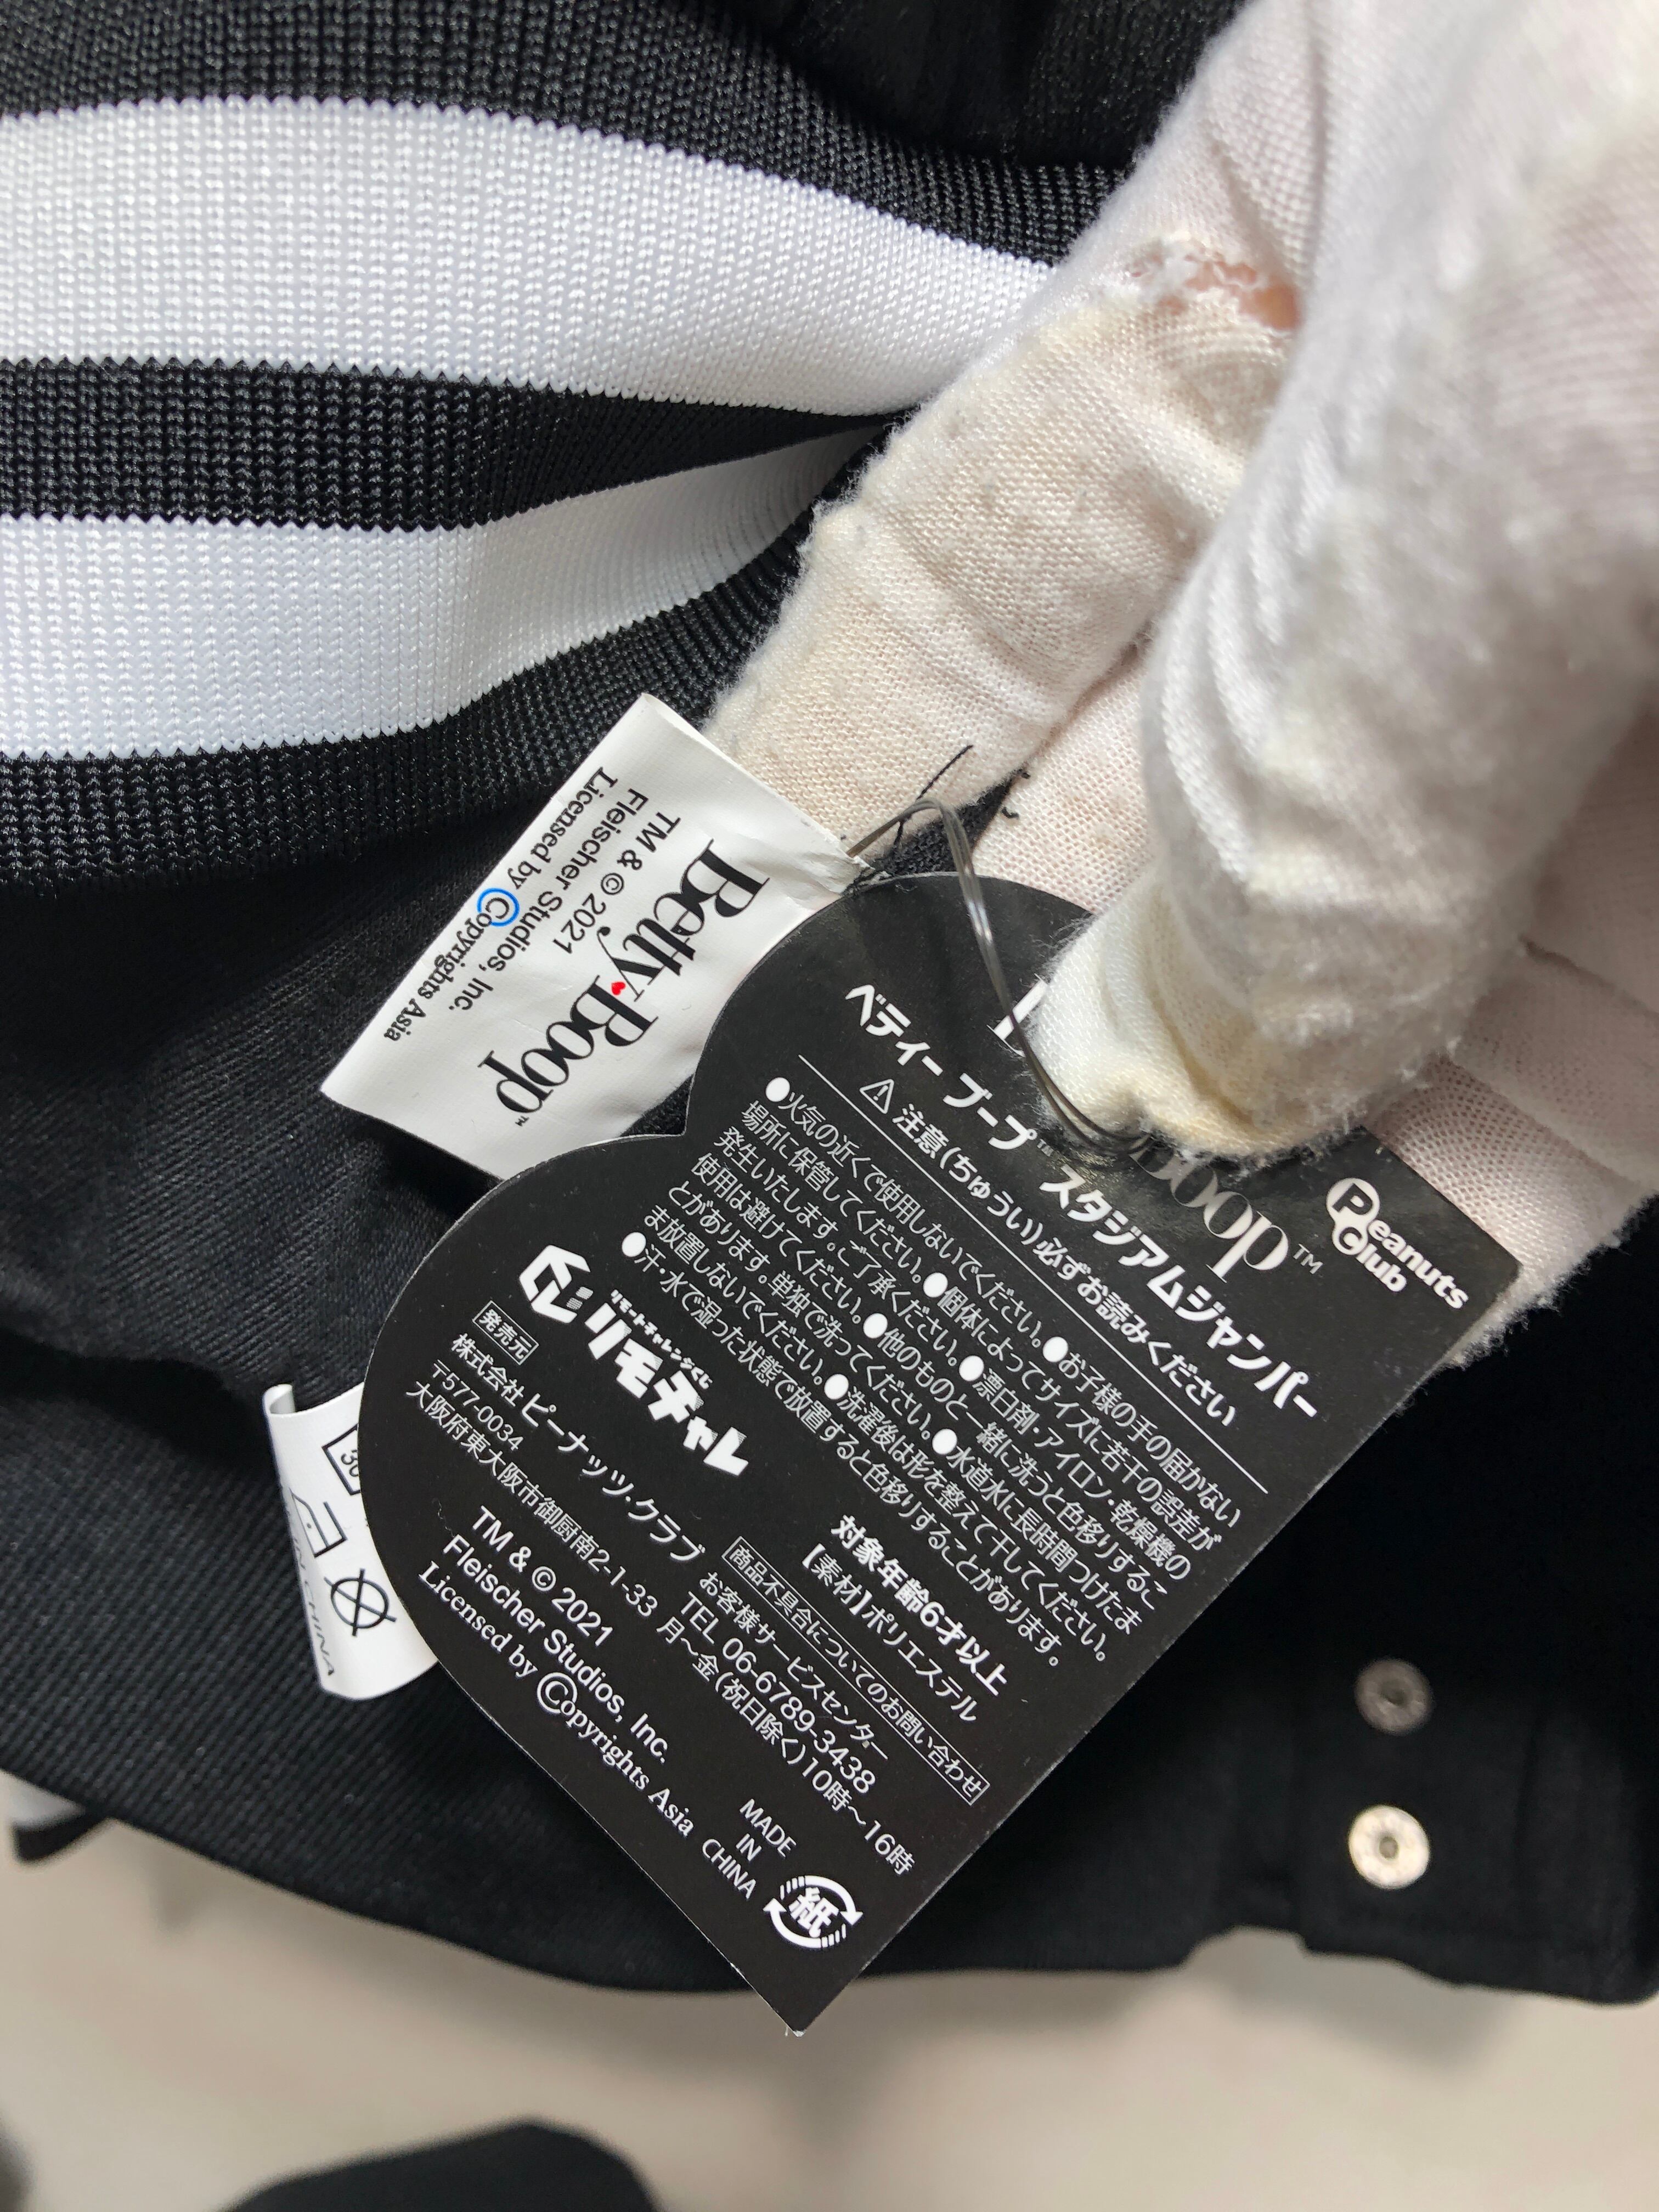 Betty Boop™
TM & © 2021
Fleischer Studios, Inc.
Licensed by Copyrights Asia
Peanuts
Club
Boop™
ベティー ブープ™ スタジアムジャンパー
⚠ 注意(ちゅうい)必ずお読みください
●火気の近くで使用しないでください。●お子様の手の届かない
場所に保管してください。●個体によってサイズに若干の誤差が
発生いたします。ご了承ください。●漂白剤・アイロン・乾燥機の
使用は避けてください。●他のものと一緒に洗うと色移りするこ
とがあります。単独で洗ってください。●水道水に長時間つけたま
ま放置しないでください。●洗濯後は形を整えて干してください。
●汗・水で湿った状態で放置すると色移りすることがあります。
リモートチャレンジくじ
リモチャレ
対象年齢6才以上
【素材】ポリエステル
発売元
株式会社 ピーナッツ・クラブ
〒577-0034
大阪府東大阪市御厨南2-1-33
商品不具合についてのお問い合わせ
お客様サービスセンター
TEL 06-6789-3438
月〜金(祝日除く)10時〜16時
TM & © 2021
Fleischer Studios, Inc.
Licensed by Copyrights Asia
MADE
IN
CHINA
紙
30
IN CHINA